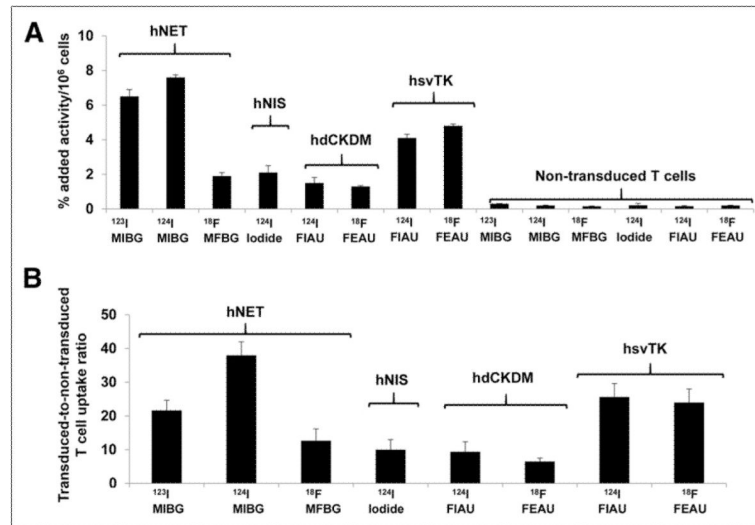 A
hNET
hNIS
hdCKDM
hsvTK
Non-transduced T cells
% added activity/10⁶ cells
10
8
6
4
2
0
¹²³I ¹²⁴I ¹⁸F ¹²⁴I ¹²⁴I ¹⁸F ¹²⁴I ¹⁸F ¹²³I ¹²⁴I ¹⁸F ¹²⁴I ¹²⁴I ¹⁸F
MIBG MIBG MFBG Iodide FIAU FEAU FIAU FEAU MIBG MIBG MFBG Iodide FIAU FEAU
B
hNET
hNIS
hdCKDM
hsvTK
Transduced-to-non-transduced
T cell uptake ratio
50
40
30
20
10
0
¹²³I ¹²⁴I ¹⁸F ¹²⁴I ¹²⁴I ¹⁸F ¹²⁴I ¹⁸F
MIBG MIBG MFBG Iodide FIAU FEAU FIAU FEAU